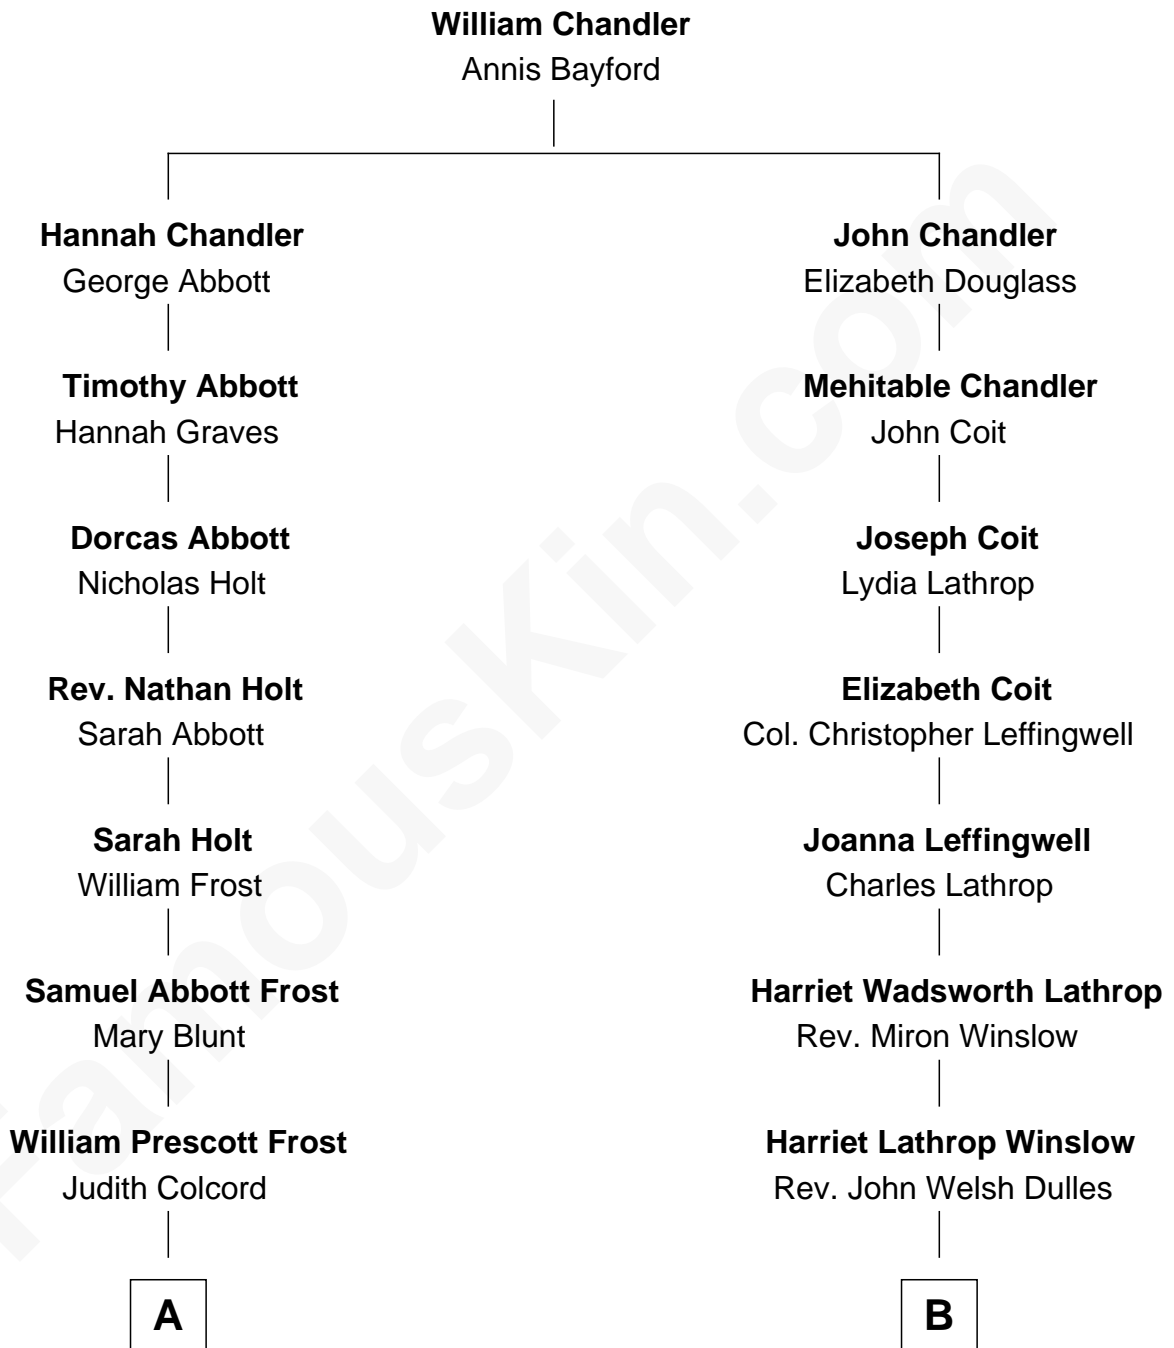 William Chandler
Annis Bayford
Hannah Chandler
George Abbott
John Chandler
Elizabeth Douglass
Timothy Abbott
Hannah Graves
Mehitable Chandler
John Coit
Dorcas Abbott
Nicholas Holt
Joseph Coit
Lydia Lathrop
Rev. Nathan Holt
Sarah Abbott
Elizabeth Coit
Col. Christopher Leffingwell
Sarah Holt
William Frost
Joanna Leffingwell
Charles Lathrop
Samuel Abbott Frost
Mary Blunt
Harriet Wadsworth Lathrop
Rev. Miron Winslow
William Prescott Frost
Judith Colcord
Harriet Lathrop Winslow
Rev. John Welsh Dulles
A
B
FamousKin.com